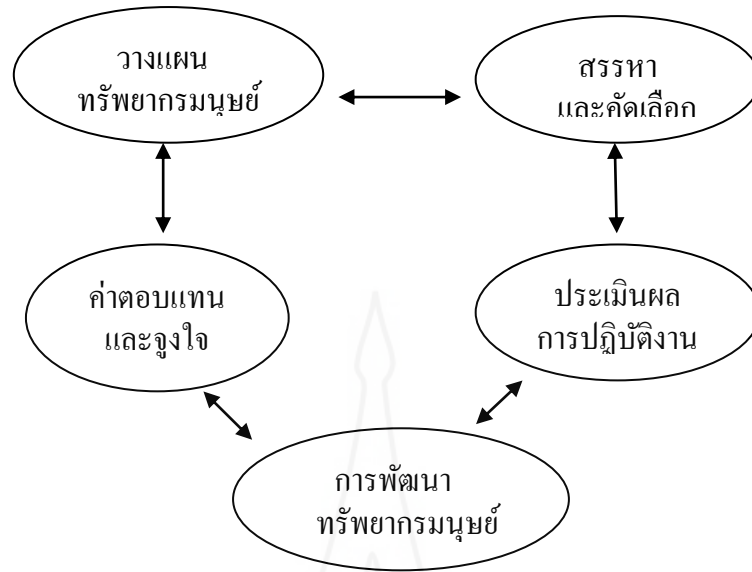 วางแผน
ทรัพยากรมนุษย์
สรรหา
และคัดเลือก
ค่าตอบแทน
และจูงใจ
ประเมินผล
การปฏิบัติงาน
การพัฒนา
ทรัพยากรมนุษย์